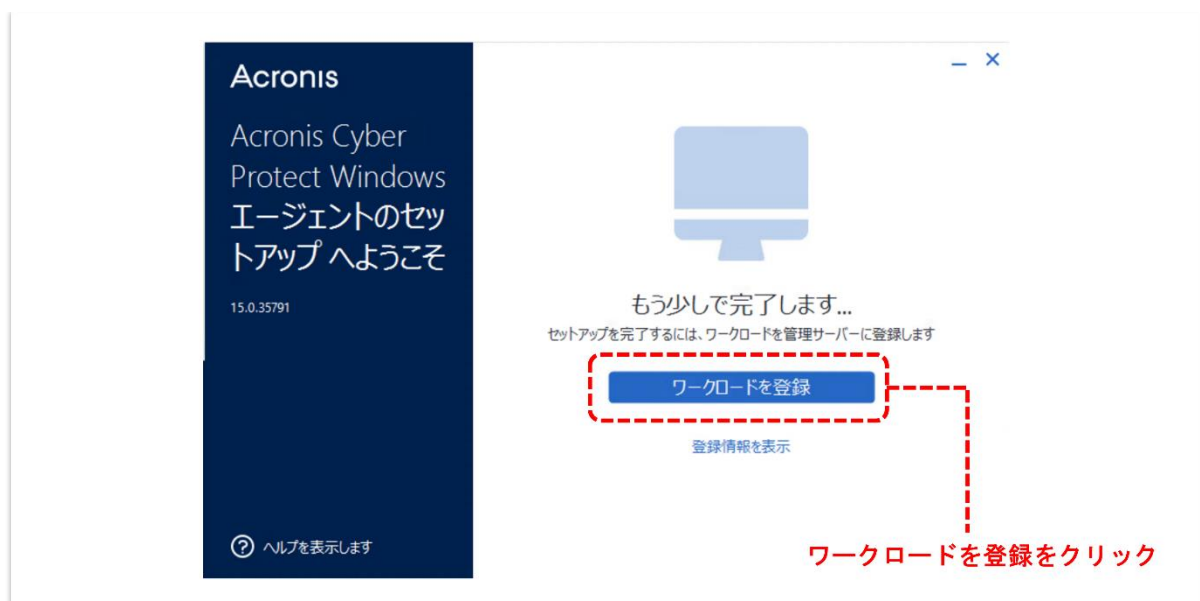 Acronis
Acronis Cyber
Protect Windows
エージェントのセッ
トアップ へようこそ
15.0.35791
もう少しで完了します...
セットアップを完了するには、ワークロードを管理サーバーに登録します
ワークロードを登録
登録情報を表示
ヘルプを表示します
ワークロードを登録をクリック